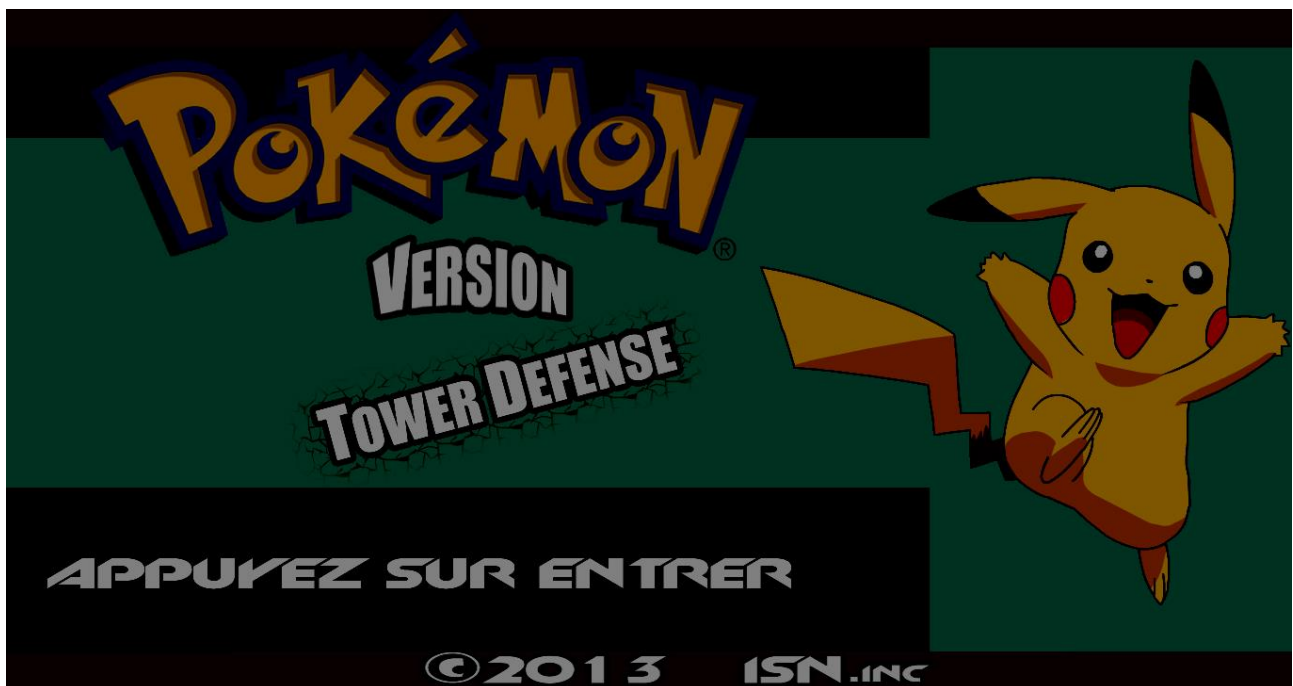 POKéMON
®
VERSION
TOWER DEFENSE
APPUYEZ SUR ENTRER
©2013 ISN.INC